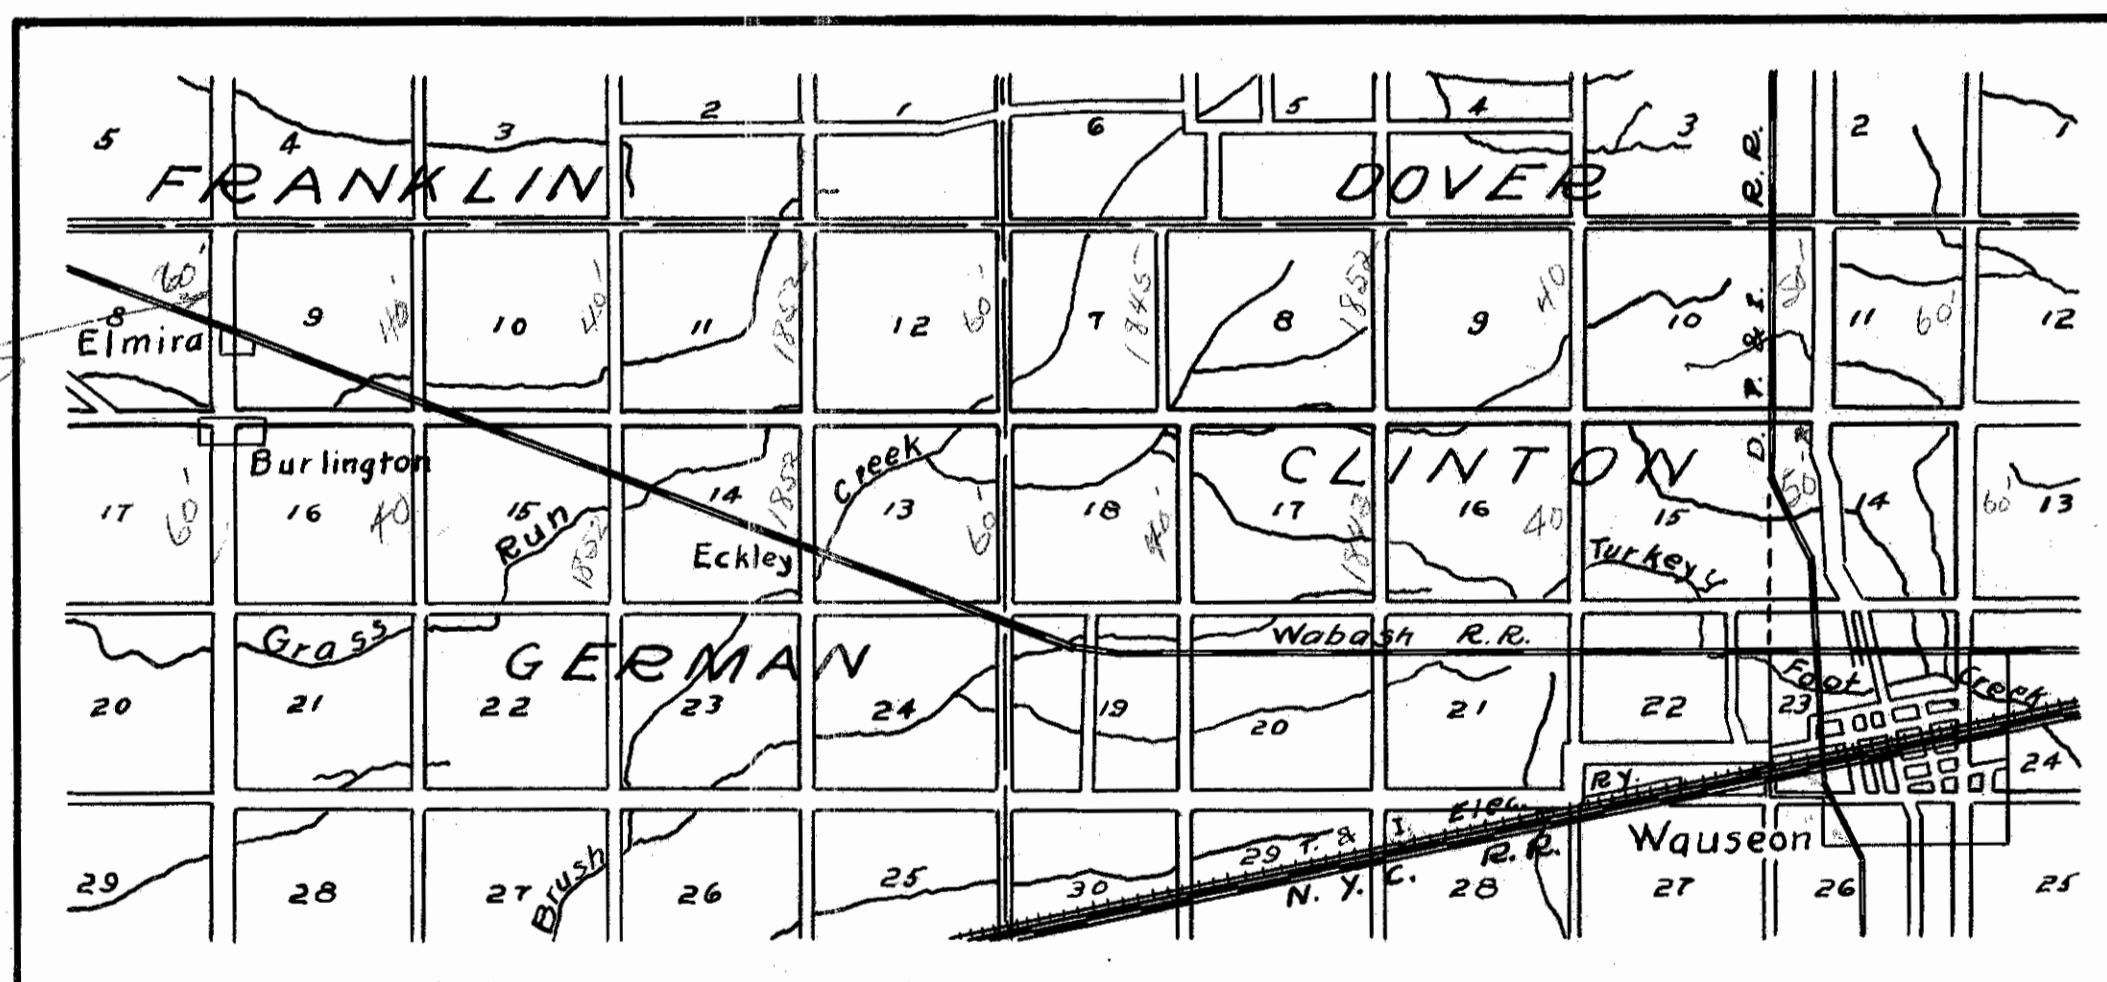 5 4 3 2 1 6 5 4 3 2 1
FRANKLIN DOVER
D. T. & I. R. R.
60' 40' 40' 1852 60' 1845 1852 40 60'
8 9 10 11 12 7 8 9 10 11 12
Elmira
Burlington Creek CLINTON
17 16 15 14 13 18 17 16 15 14 13
60' 40 1852 1852 60' 40' 1843 40 50 60'
Run Eckley Turkey
Grass GERMAN Wabash R.R.
Foot Creek
20 21 22 23 24 19 20 21 22 23 24
T. & I. Elec. Ry.
N. Y. C. R. R.
Wauseon
29 28 27 26 25 30 29 28 27 26 25
Brush